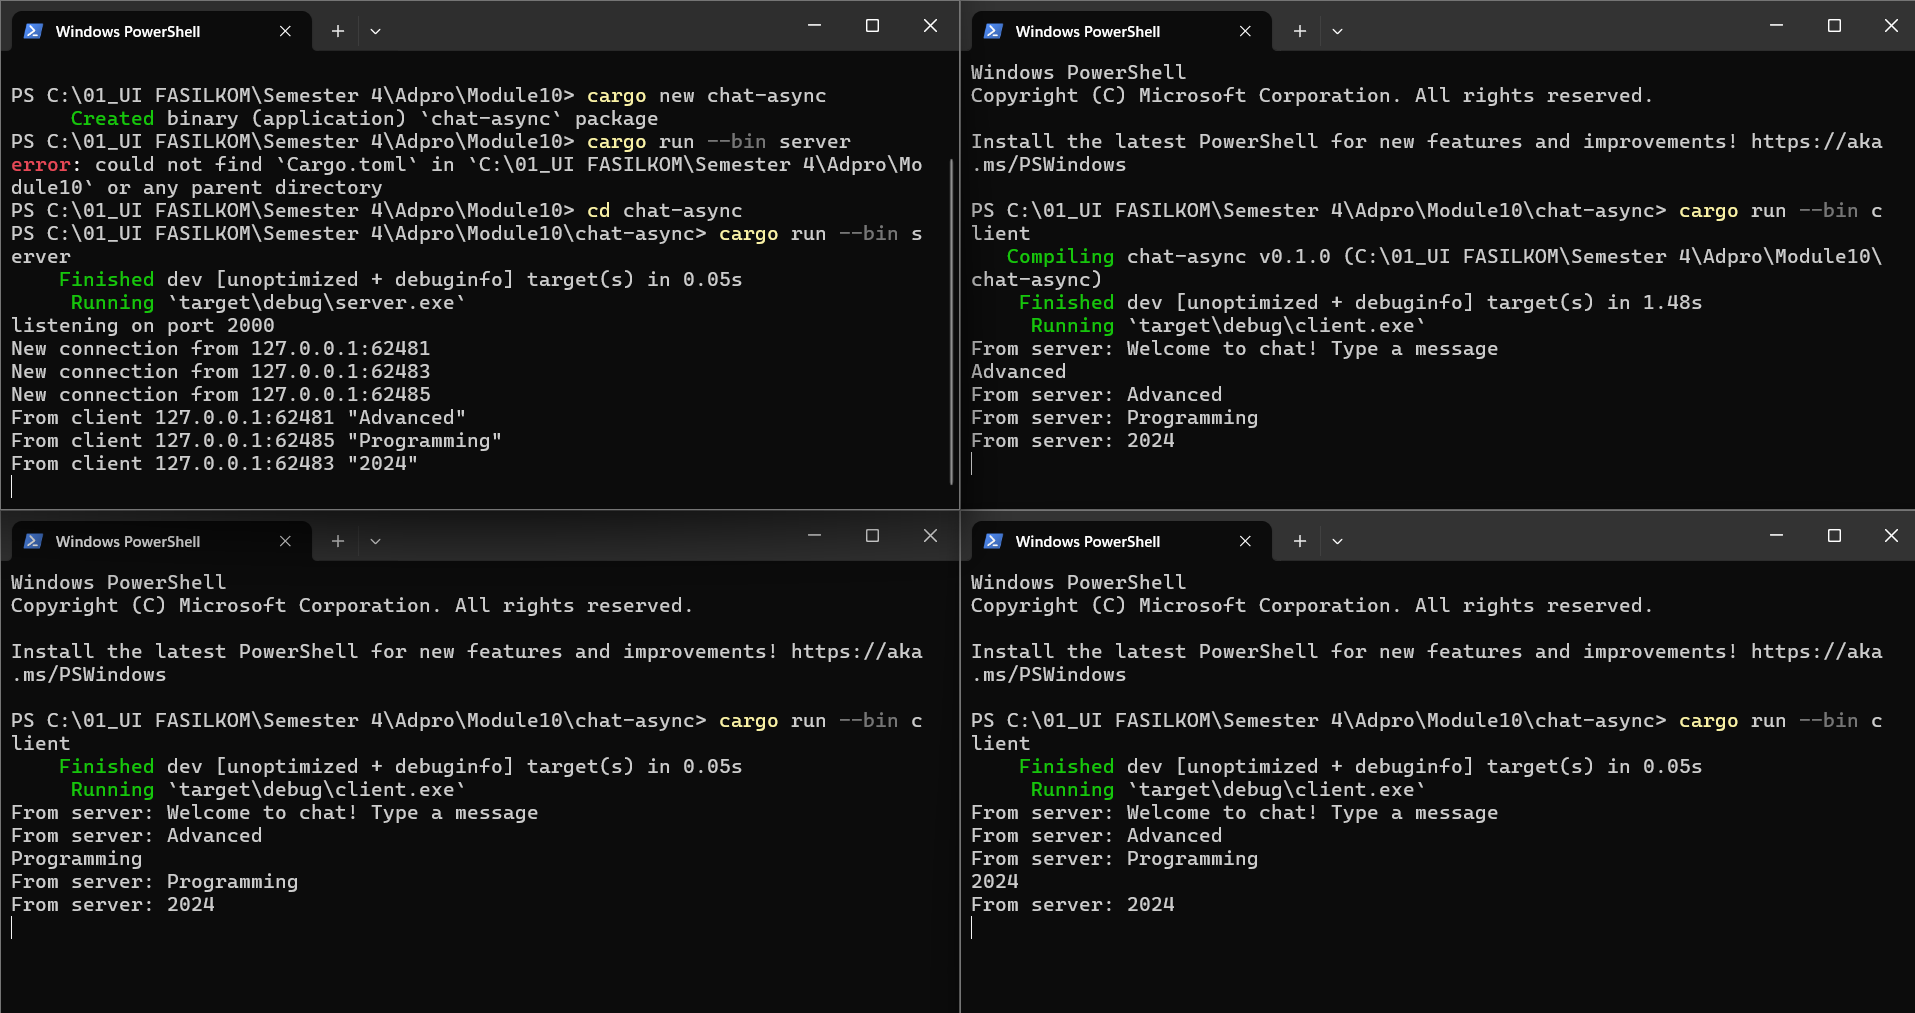 Windows PowerShell
PS C:\01_UI FASILKOM\Semester 4\Adpro\Module10> cargo new chat-async
Created binary (application) `chat-async` package
PS C:\01_UI FASILKOM\Semester 4\Adpro\Module10> cargo run --bin server
error: could not find `Cargo.toml` in `C:\01_UI FASILKOM\Semester 4\Adpro\Mo
dule10` or any parent directory
PS C:\01_UI FASILKOM\Semester 4\Adpro\Module10> cd chat-async
PS C:\01_UI FASILKOM\Semester 4\Adpro\Module10\chat-async> cargo run --bin s
erver
Finished dev [unoptimized + debuginfo] target(s) in 0.05s
Running `target\debug\server.exe`
listening on port 2000
New connection from 127.0.0.1:62481
New connection from 127.0.0.1:62483
New connection from 127.0.0.1:62485
From client 127.0.0.1:62481 "Advanced"
From client 127.0.0.1:62485 "Programming"
From client 127.0.0.1:62483 "2024"
Windows PowerShell
Windows PowerShell
Copyright (C) Microsoft Corporation. All rights reserved.
Install the latest PowerShell for new features and improvements! https://aka
.ms/PSWindows
PS C:\01_UI FASILKOM\Semester 4\Adpro\Module10\chat-async> cargo run --bin c
lient
Compiling chat-async v0.1.0 (C:\01_UI FASILKOM\Semester 4\Adpro\Module10\
chat-async)
Finished dev [unoptimized + debuginfo] target(s) in 1.48s
Running `target\debug\client.exe`
From server: Welcome to chat! Type a message
Advanced
From server: Advanced
From server: Programming
From server: 2024
Windows PowerShell
Windows PowerShell
Copyright (C) Microsoft Corporation. All rights reserved.
Install the latest PowerShell for new features and improvements! https://aka
.ms/PSWindows
PS C:\01_UI FASILKOM\Semester 4\Adpro\Module10\chat-async> cargo run --bin c
lient
Finished dev [unoptimized + debuginfo] target(s) in 0.05s
Running `target\debug\client.exe`
From server: Welcome to chat! Type a message
From server: Advanced
Programming
From server: Programming
From server: 2024
Windows PowerShell
Windows PowerShell
Copyright (C) Microsoft Corporation. All rights reserved.
Install the latest PowerShell for new features and improvements! https://aka
.ms/PSWindows
PS C:\01_UI FASILKOM\Semester 4\Adpro\Module10\chat-async> cargo run --bin c
lient
Finished dev [unoptimized + debuginfo] target(s) in 0.05s
Running `target\debug\client.exe`
From server: Welcome to chat! Type a message
From server: Advanced
From server: Programming
2024
From server: 2024